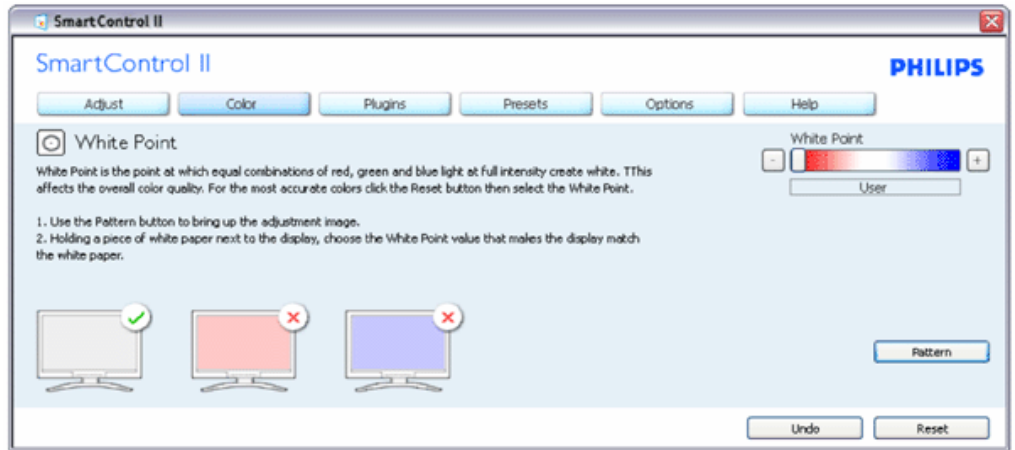 SmartControl II
SmartControl II
PHILIPS
Adjust Color Plugins Presets Options Help
White Point
White Point is the point at which equal combinations of red, green and blue light at full intensity create white. TThis
affects the overall color quality. For the most accurate colors click the Reset button then select the White Point.
1. Use the Pattern button to bring up the adjustment image.
2. Holding a piece of white paper next to the display, choose the White Point value that makes the display match
the white paper.
White Point
- +
User
Pattern
Undo Reset